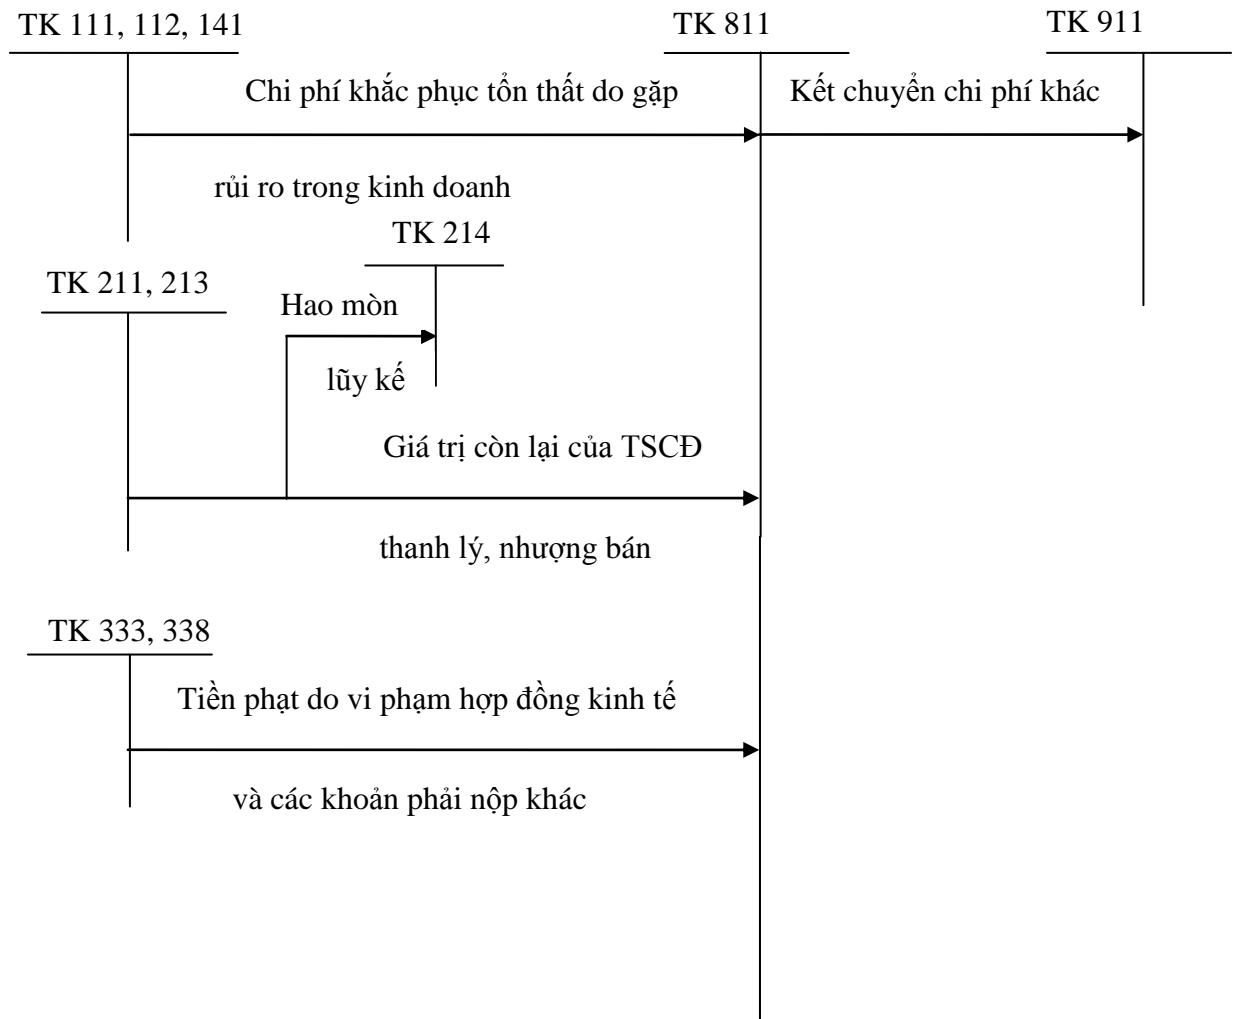 TK 111, 112, 141
TK 811
TK 911
Chi phí khắc phục tổn thất do gặp
Kết chuyển chi phí khác
rủi ro trong kinh doanh
TK 214
TK 211, 213
Hao mòn
lũy kế
Giá trị còn lại của TSCĐ
thanh lý, nhượng bán
TK 333, 338
Tiền phạt do vi phạm hợp đồng kinh tế
và các khoản phải nộp khác